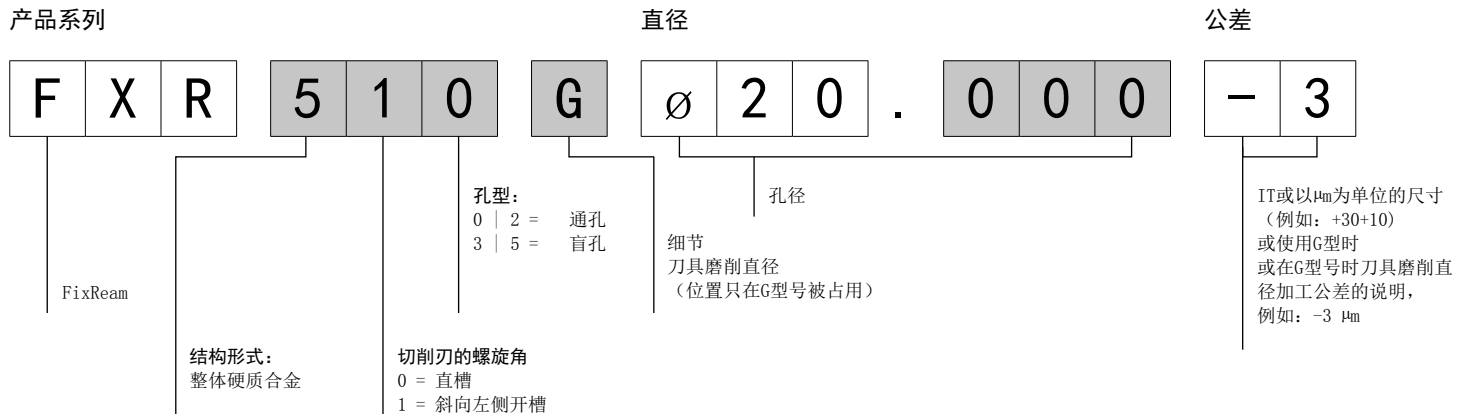 产品系列
直径
公差
F X R 5 1 0 G ø 2 0 . 0 0 0 - 3
孔型：
0 | 2 = 通孔
3 | 5 = 盲孔
孔径
细节
刀具磨削直径
（位置只在G型号被占用）
IT或以μm为单位的尺寸
（例如：+30+10)
或使用G型时
或在G型号时刀具磨削直
径加工公差的说明，
例如：-3 μm
FixReam
结构形式：
整体硬质合金
切削刃的螺旋角
0 = 直槽
1 = 斜向左侧开槽